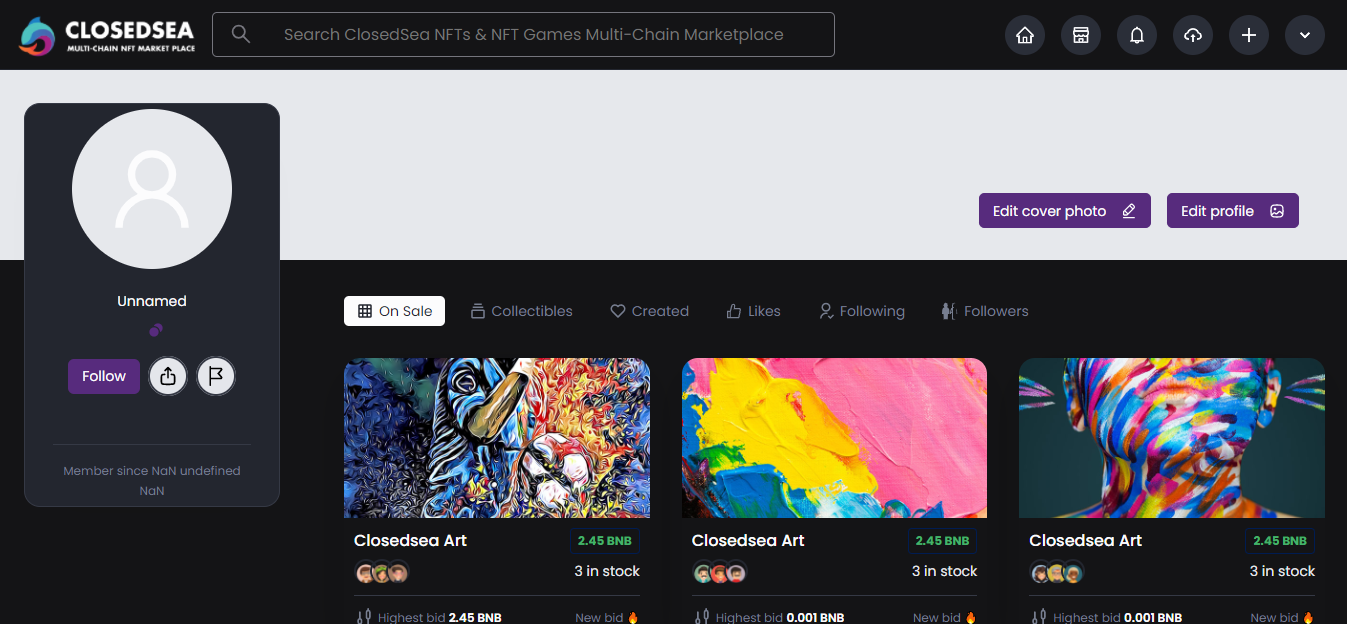 CLOSEDSEA
MULTI-CHAIN NFT MARKET PLACE
Search ClosedSea NFTs & NFT Games Multi-Chain Marketplace
Edit cover photo
Edit profile
Unnamed
Follow
Member since NaN undefined
NaN
On Sale Collectibles Created Likes Following Followers
Closedsea Art 2.45 BNB
3 in stock
Highest bid 2.45 BNB New bid
Closedsea Art 2.45 BNB
3 in stock
Highest bid 0.001 BNB New bid
Closedsea Art 2.45 BNB
3 in stock
Highest bid 0.001 BNB New bid